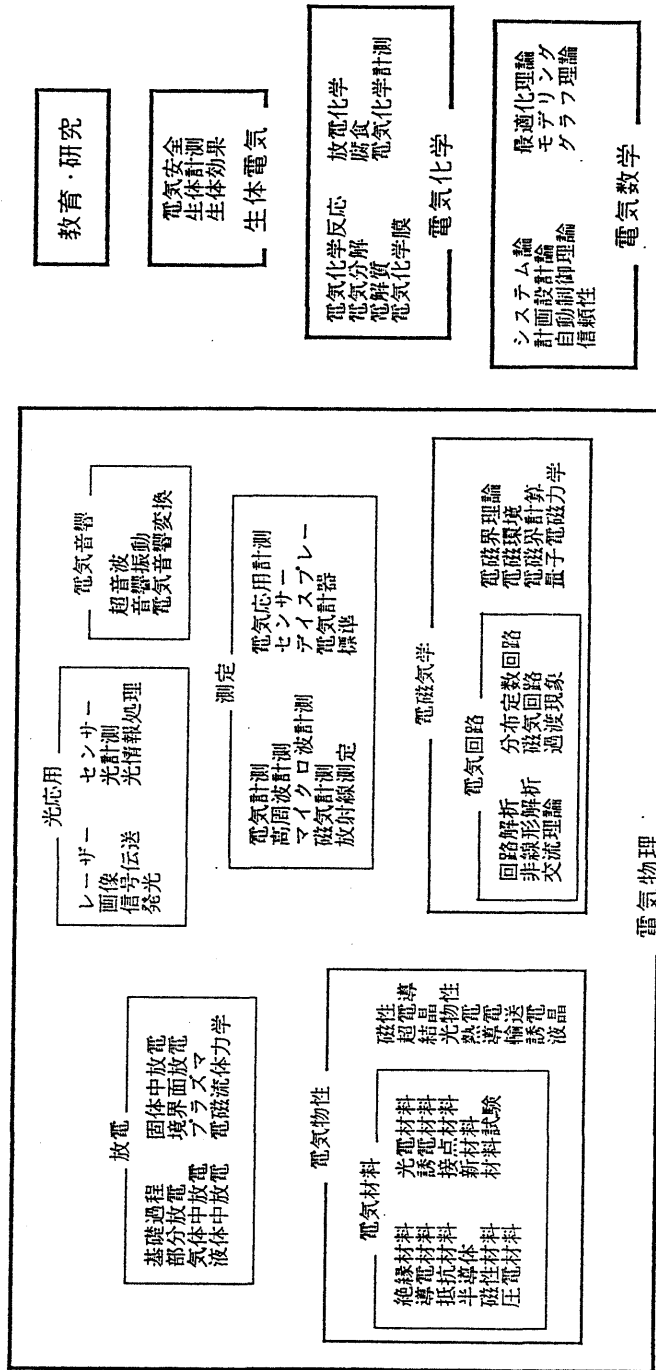 放電
基礎過程
部分放電
気体中放電
液体中放電
固体中放電
境界面放電
プラズマ
電磁流体力学
光応用
レーザー
画像
信号伝送
発光
センサー
光計測
光情報処理
電気音響
超音波
音響振動
電気音響変換
測定
電気計測
高周波計測
マイクロ波計測
磁気計測
放射線測定
電気応用計測
センサー
デイスプレー
電気計器
標準
電気物性
電気材料
絶縁材料
導電材料
抵抗材料
半導体
磁性材料
圧電材料
光電材料
誘電材料
接点材料
新材料
材料試験
磁性
超電導
結晶
光物性
熱電
導電
輸送
誘電
液晶
電磁気学
電気回路
回路解析
非線形解析
交流理論
分布定数回路
磁気回路
過渡現象
電磁界理論
電磁環境
電磁界計算
量子電磁力学
電気物理
教育・研究
電気安全
生体計測
生体効果
生体電気
電気化学反応
電気分解
電解質
電気化学膜
放電化学
腐食
電気化学計測
電気化学
システム論
計画設計論
自動制御理論
信頼性
最適化理論
モデリング
グラフ理論
電気数学